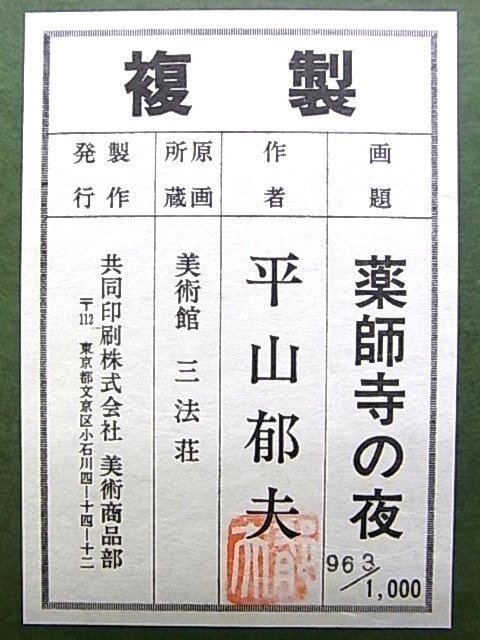 複製
画題
薬師寺の夜
963/1,000
作者
平山郁夫
原画所蔵
美術館 三法荘
製作発行
共同印刷株式会社 美術商品部
〒112 東京都文京区小石川四ー十四ー十二